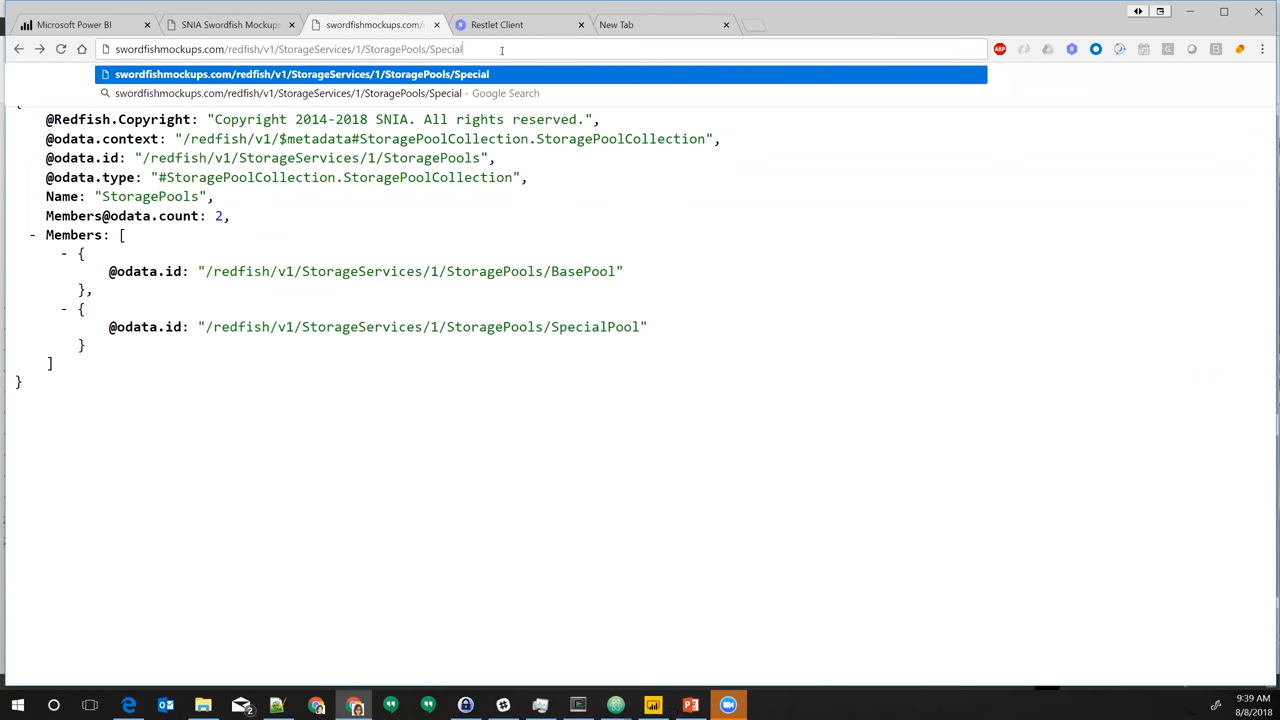 Microsoft Power BI
SNIA Swordfish Mockups
swordfishmockups.com/
Restlet Client
New Tab
swordfishmockups.com/redfish/v1/StorageServices/1/StoragePools/Special
ABP
swordfishmockups.com/redfish/v1/StorageServices/1/StoragePools/Special
swordfishmockups.com/redfish/v1/StorageServices/1/StoragePools/Special - Google Search
{
@Redfish.Copyright: "Copyright 2014-2018 SNIA. All rights reserved.",
@odata.context: "/redfish/v1/$metadata#StoragePoolCollection.StoragePoolCollection",
@odata.id: "/redfish/v1/StorageServices/1/StoragePools",
@odata.type: "#StoragePoolCollection.StoragePoolCollection",
Name: "StoragePools",
Members@odata.count: 2,
- Members: [
- {
@odata.id: "/redfish/v1/StorageServices/1/StoragePools/BasePool"
},
- {
@odata.id: "/redfish/v1/StorageServices/1/StoragePools/SpecialPool"
}
]
}
2
9:39 AM
8/8/2018